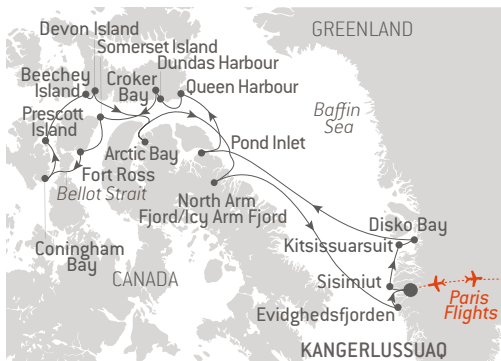 Devon Island
GREENLAND
Somerset Island
Dundas Harbour
Beechey
Island
Croker
Bay
Queen Harbour
Prescott
Island
Baffin
Sea
Arctic Bay
Pond Inlet
Fort Ross
Bellot Strait
North Arm
Fjord/Icy Arm Fjord
Disko Bay
Kitsissuarsuit
Coningham
Bay
CANADA
Sisimiut
Paris
Flights
Evidghedsfjorden
KANGERLUSSUAQ